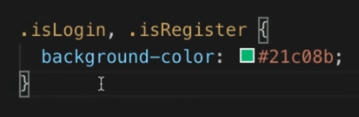 .isLogin, .isRegister {
background-color: #21c08b;
}